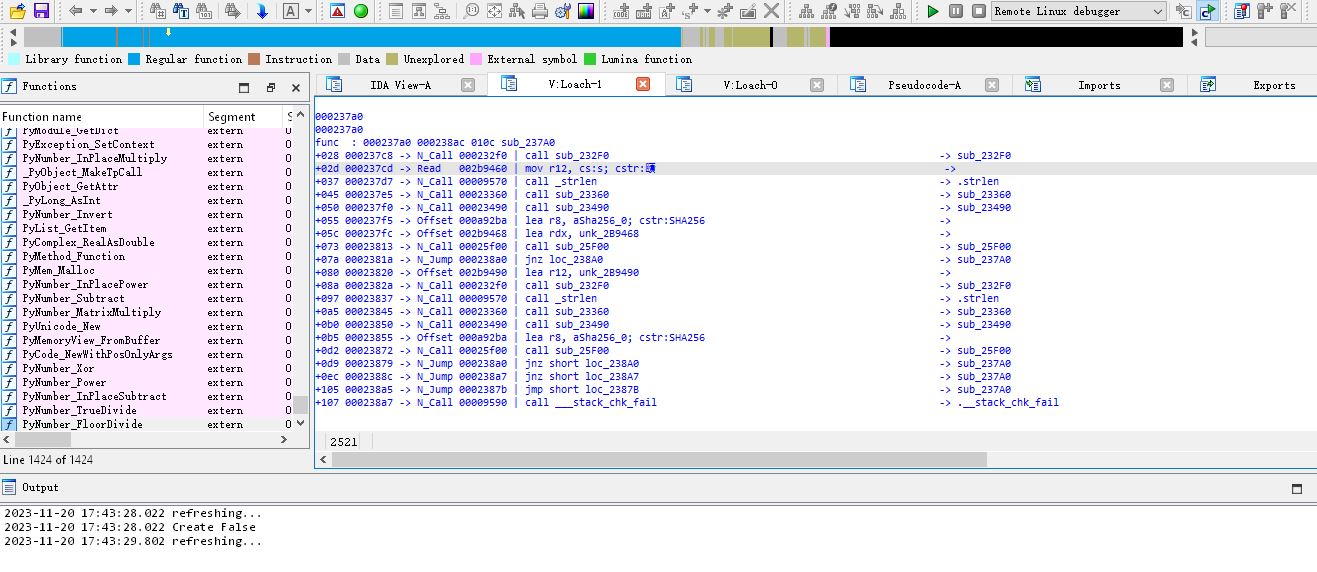 Remote Linux debugger
Library function Regular function Instruction Data Unexplored External symbol Lumina function
Functions
IDA View-A V:Loach-1 V:Loach-0 Pseudocode-A Imports Exports
Function name Segment
PyModule_GetDict extern 0
PyException_SetContext extern 0
PyNumber_InPlaceMultiply extern 0
_PyObject_MakeTpCall extern 0
PyObject_GetAttr extern 0
_PyLong_AsInt extern 0
PyNumber_Invert extern 0
PyList_GetItem extern 0
PyComplex_RealAsDouble extern 0
PyMethod_Function extern 0
PyMem_Malloc extern 0
PyNumber_InPlacePower extern 0
PyNumber_Subtract extern 0
PyNumber_MatrixMultiply extern 0
PyUnicode_New extern 0
PyMemoryView_FromBuffer extern 0
PyCode_NewWithPosOnlyArgs extern 0
PyNumber_Xor extern 0
PyNumber_Power extern 0
PyNumber_InPlaceSubtract extern 0
PyNumber_TrueDivide extern 0
PyNumber_FloorDivide extern 0
Line 1424 of 1424
000237a0
000237a0
func : 000237a0 000238ac 010c sub_237A0
+028 000237c8 -> N_Call 000232f0 | call sub_232F0 -> sub_232F0
+02d 000237cd -> Read 002b9460 | mov r12, cs:s; cstr: ->
+037 000237d7 -> N_Call 00009570 | call _strlen -> .strlen
+045 000237e5 -> N_Call 00023360 | call sub_23360 -> sub_23360
+050 000237f0 -> N_Call 00023490 | call sub_23490 -> sub_23490
+055 000237f5 -> Offset 000a92ba | lea r8, aSha256_0; cstr:SHA256 ->
+05c 000237fc -> Offset 002b9468 | lea rdx, unk_2B9468 ->
+073 00023813 -> N_Call 00025f00 | call sub_25F00 -> sub_25F00
+07a 0002381a -> N_Jump 000238a0 | jnz loc_238A0 -> sub_237A0
+080 00023820 -> Offset 002b9490 | lea r12, unk_2B9490 ->
+08a 0002382a -> N_Call 000232f0 | call sub_232F0 -> sub_232F0
+097 00023837 -> N_Call 00009570 | call _strlen -> .strlen
+0a5 00023845 -> N_Call 00023360 | call sub_23360 -> sub_23360
+0b0 00023850 -> N_Call 00023490 | call sub_23490 -> sub_23490
+0b5 00023855 -> Offset 000a92ba | lea r8, aSha256_0; cstr:SHA256 ->
+0d2 00023872 -> N_Call 00025f00 | call sub_25F00 -> sub_25F00
+0d9 00023879 -> N_Jump 000238a0 | jnz short loc_238A0 -> sub_237A0
+0ec 0002388c -> N_Jump 000238a7 | jnz short loc_238A7 -> sub_237A0
+105 000238a5 -> N_Jump 0002387b | jmp short loc_2387B -> sub_237A0
+107 000238a7 -> N_Call 00009590 | call ___stack_chk_fail -> .__stack_chk_fail
2521
Output
2023-11-20 17:43:28.022 refreshing...
2023-11-20 17:43:28.022 Create False
2023-11-20 17:43:29.802 refreshing...